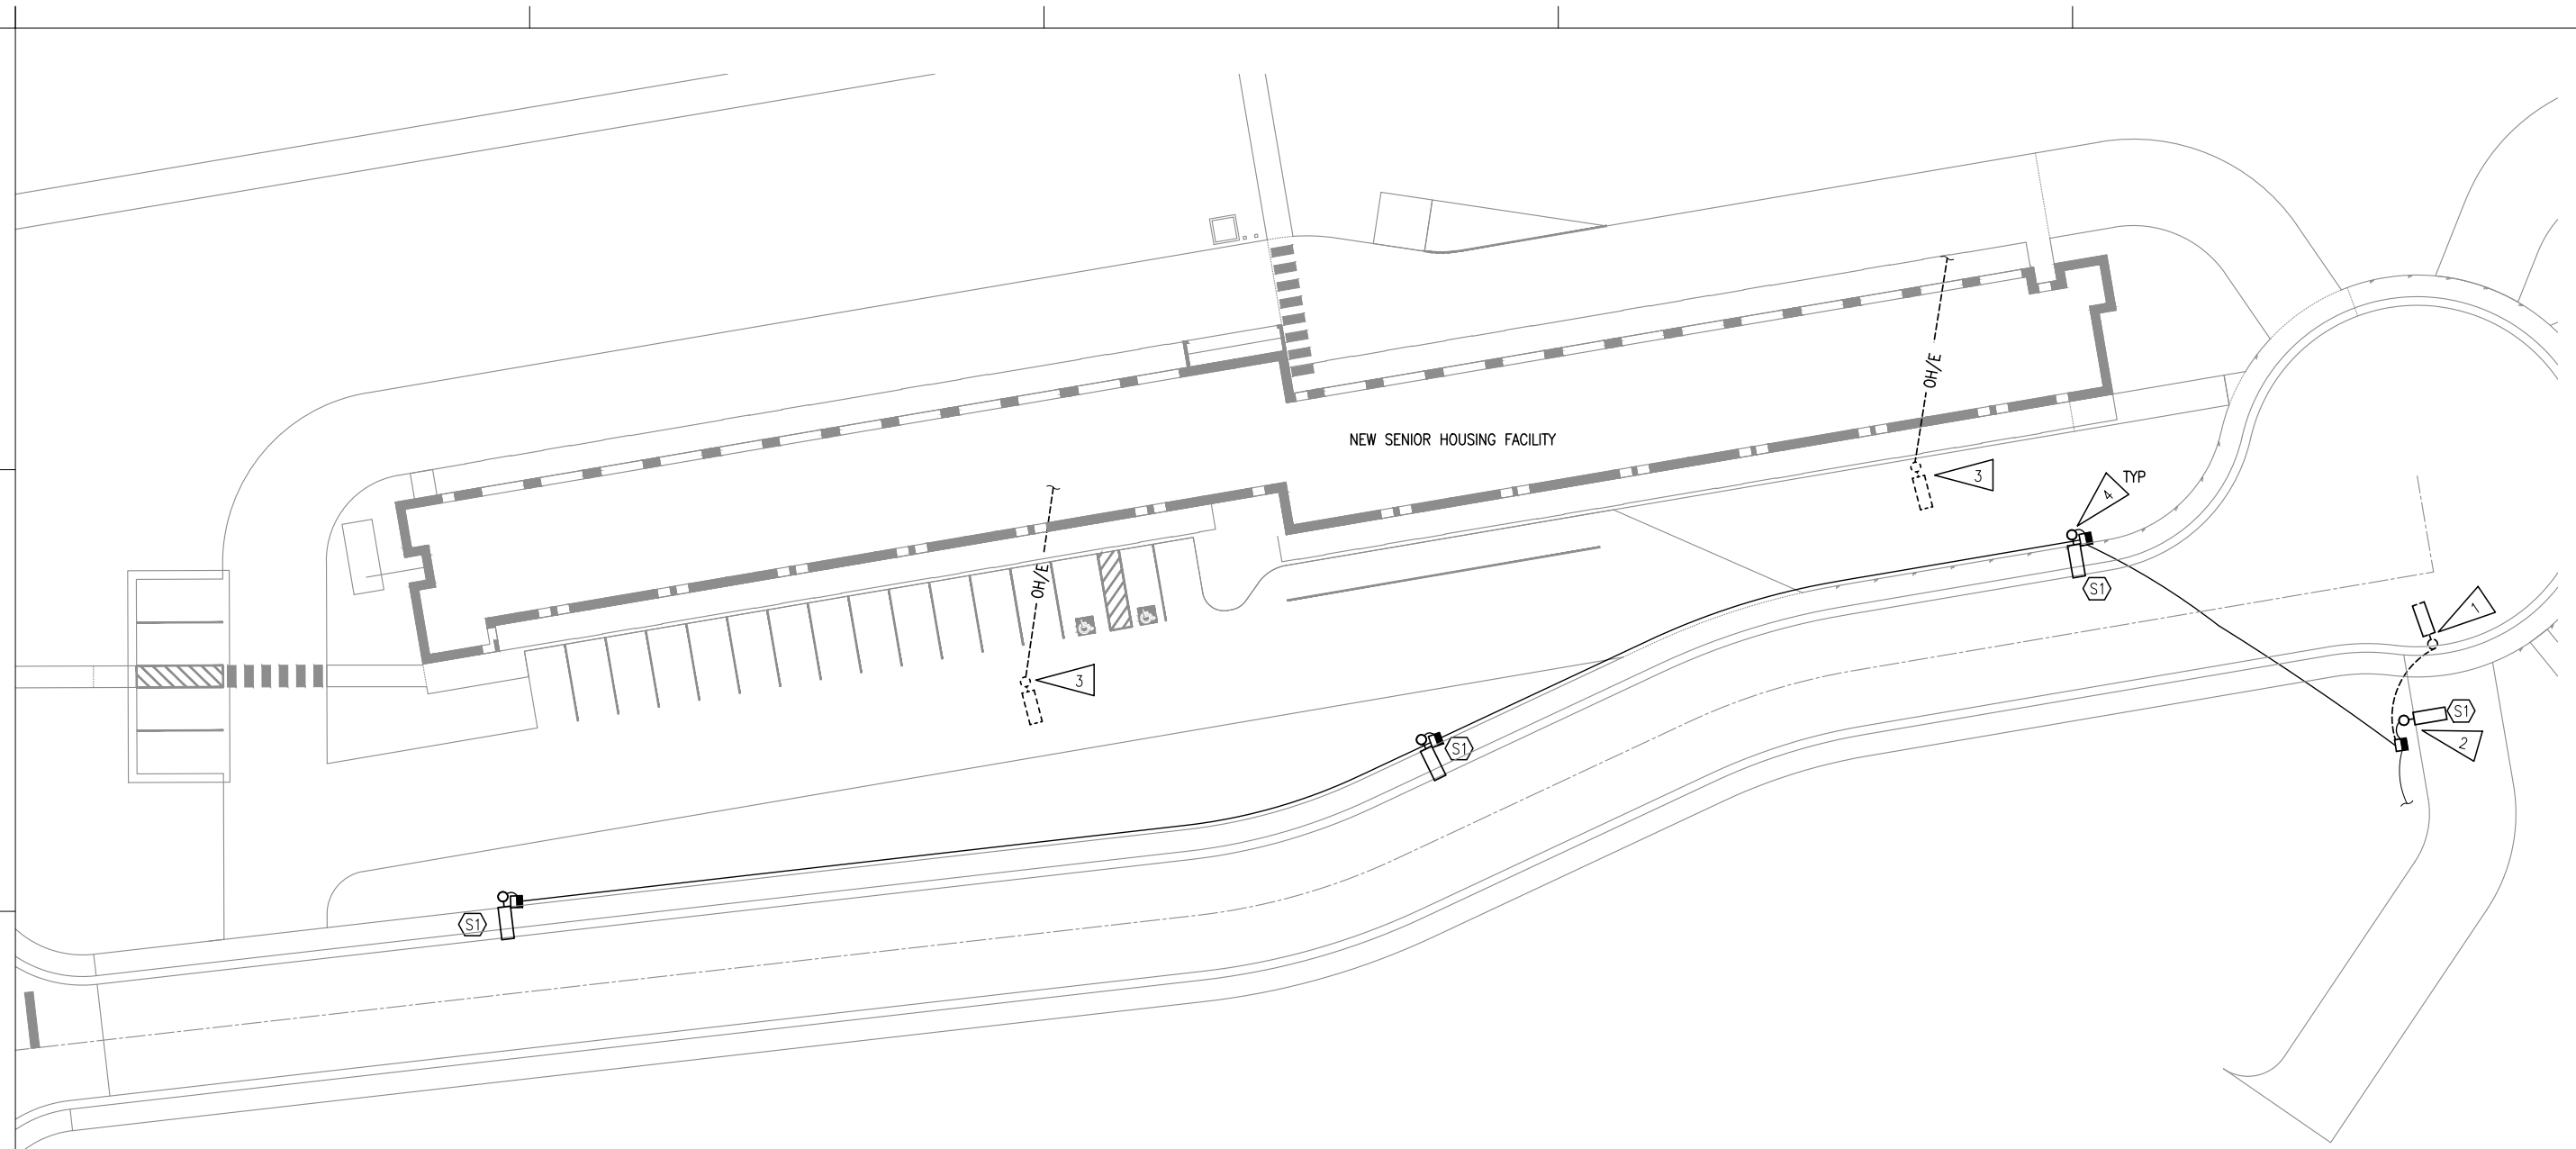 OH/E
NEW SENIOR HOUSING FACILITY
3
4
TYP
OH/E
S1
1
3
S1
2
S1
S1